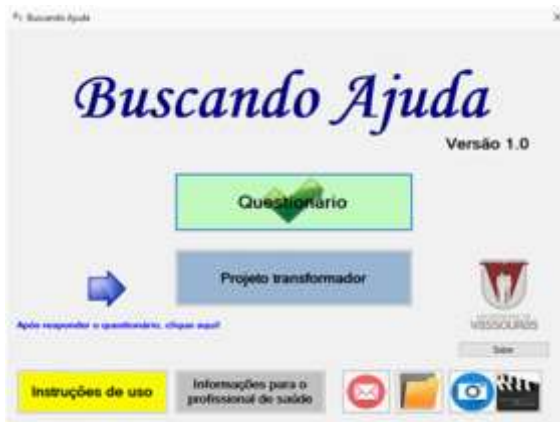 Buscando Ajuda
Buscando Ajuda
Versão 1.0
Questionário
Projeto transformador
Após responder o questionário, clique aqui!
VASSOURAS
Instruções de uso
Informações para o
profissional de saúde